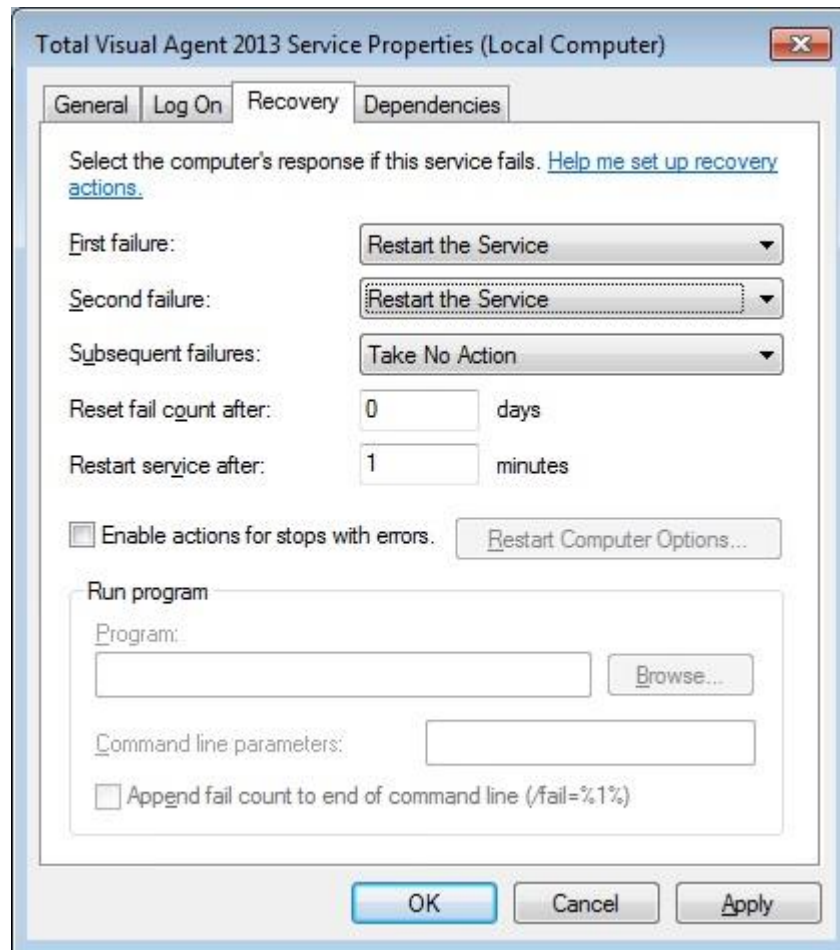 Total Visual Agent 2013 Service Properties (Local Computer)
General Log On Recovery Dependencies
Select the computer's response if this service fails. Help me set up recovery
actions.
First failure: Restart the Service
Second failure: Restart the Service
Subsequent failures: Take No Action
Reset fail count after: 0 days
Restart service after: 1 minutes
Enable actions for stops with errors. Restart Computer Options...
Run program
Program:
Browse...
Command line parameters:
Append fail count to end of command line (/fail=%1%)
OK Cancel Apply